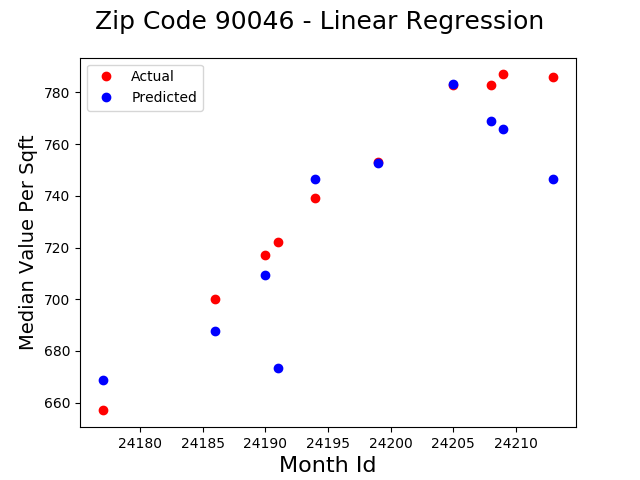 Zip Code 90046 - Linear Regression
Actual
Predicted
Median Value Per Sqft
780
760
740
720
700
680
660
24180 24185 24190 24195 24200 24205 24210
Month Id